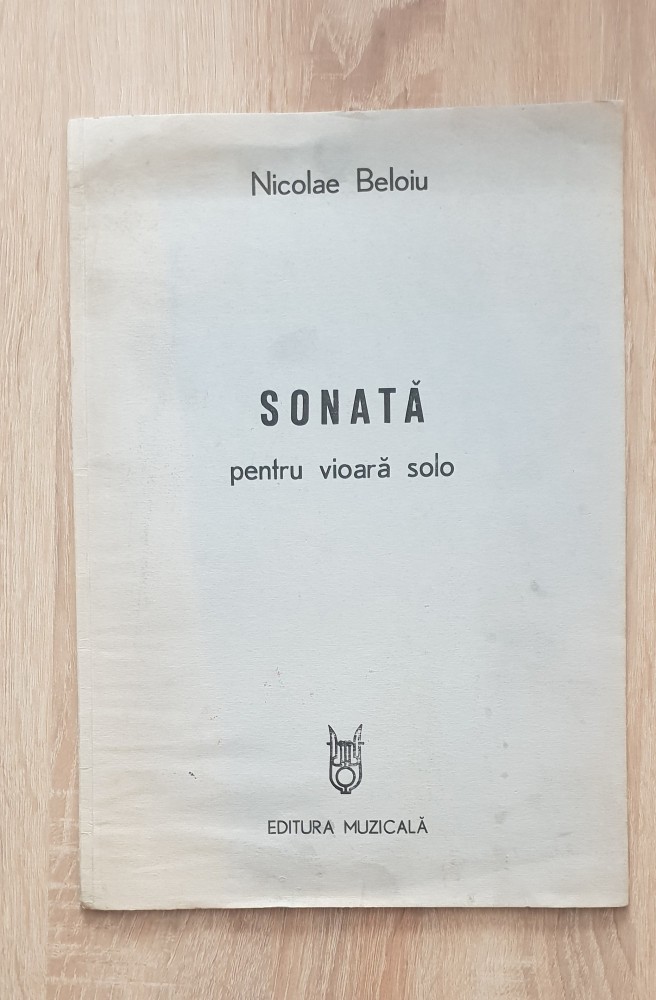 Nicolae Beloiu
SONATĂ
pentru vioară solo
EDITURA MUZICALĂ